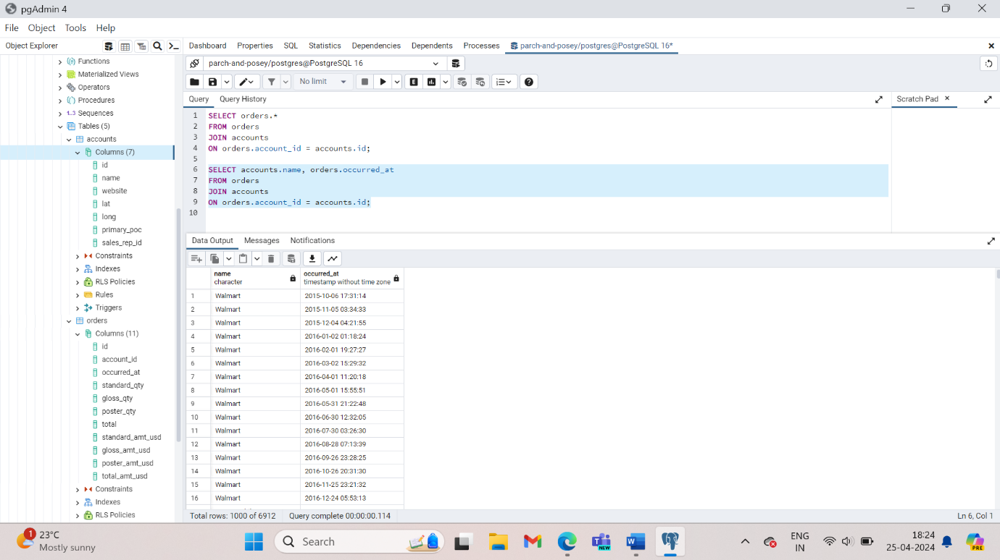 pgAdmin 4
File Object Tools Help
Object Explorer
Dashboard Properties SQL Statistics Dependencies Dependents Processes parch-and-posey/postgres@PostgreSQL 16*
parch-and-posey/postgres@PostgreSQL 16
No limit
Query Query History
Scratch Pad
Functions
Materialized Views
Operators
Procedures
1..3 Sequences
Tables (5)
accounts
Columns (7)
id
name
website
lat
long
primary_poc
sales_rep_id
Constraints
Indexes
RLS Policies
Rules
Triggers
orders
Columns (11)
id
account_id
occurred_at
standard_qty
gloss_qty
poster_qty
total
standard_amt_usd
gloss_amt_usd
poster_amt_usd
total_amt_usd
Constraints
Indexes
RLS Policies
1 SELECT orders.*
2 FROM orders
3 JOIN accounts
4 ON orders.account_id = accounts.id;
5
6 SELECT accounts.name, orders.occurred_at
7 FROM orders
8 JOIN accounts
9 ON orders.account_id = accounts.id;
10
Data Output Messages Notifications
name occurred_at
character timestamp without time zone
1 Walmart 2015-10-06 17:31:14
2 Walmart 2015-11-05 03:34:33
3 Walmart 2015-12-04 04:21:55
4 Walmart 2016-01-02 01:18:24
5 Walmart 2016-02-01 19:27:27
6 Walmart 2016-03-02 15:29:32
7 Walmart 2016-04-01 11:20:18
8 Walmart 2016-05-01 15:55:51
9 Walmart 2016-05-31 21:22:48
10 Walmart 2016-06-30 12:32:05
11 Walmart 2016-07-30 03:26:30
12 Walmart 2016-08-28 07:13:39
13 Walmart 2016-09-26 23:28:25
14 Walmart 2016-10-26 20:31:30
15 Walmart 2016-11-25 23:21:32
16 Walmart 2016-12-24 05:53:13
Total rows: 1000 of 6912 Query complete 00:00:00.114 Ln 6, Col 1
1
23°C
Mostly sunny
Search
NEW
ENG
IN
18:24
25-04-2024
PRE